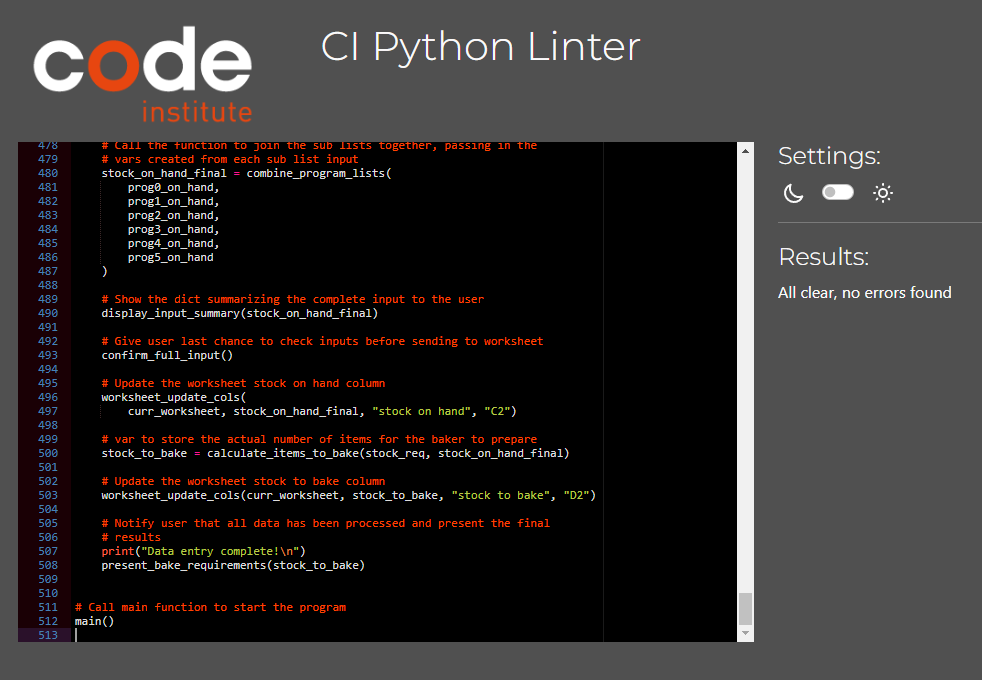 code
institute
CI Python Linter
478 # Call the function to join the sub lists together, passing in the
479 # vars created from each sub list input
480 stock_on_hand_final = combine_program_lists(
481 prog0_on_hand,
482 prog1_on_hand,
483 prog2_on_hand,
484 prog3_on_hand,
485 prog4_on_hand,
486 prog5_on_hand
487 )
488
489 # Show the dict summarizing the complete input to the user
490 display_input_summary(stock_on_hand_final)
491
492 # Give user last chance to check inputs before sending to worksheet
493 confirm_full_input()
494
495 # Update the worksheet stock on hand column
496 worksheet_update_cols(
497 curr_worksheet, stock_on_hand_final, "stock on hand", "C2")
498
499 # var to store the actual number of items for the baker to prepare
500 stock_to_bake = calculate_items_to_bake(stock_req, stock_on_hand_final)
501
502 # Update the worksheet stock to bake column
503 worksheet_update_cols(curr_worksheet, stock_to_bake, "stock to bake", "D2")
504
505 # Notify user that all data has been processed and present the final
506 # results
507 print("Data entry complete!\n")
508 present_bake_requirements(stock_to_bake)
509
510
511 # Call main function to start the program
512 main()
513
Settings:
Results:
All clear, no errors found